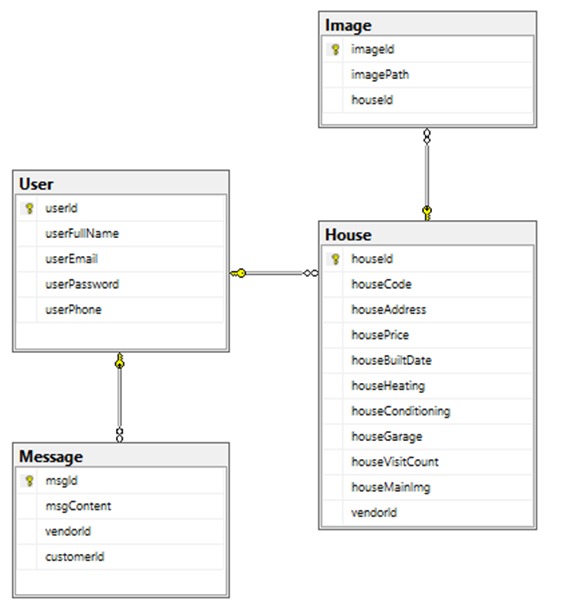 Image
imageId
imagePath
houseId
User
userId
userFullName
userEmail
userPassword
userPhone
House
houseId
houseCode
houseAddress
housePrice
houseBuiltDate
houseHeating
houseConditioning
houseGarage
houseVisitCount
houseMainImg
vendorId
Message
msgId
msgContent
vendorId
customerId